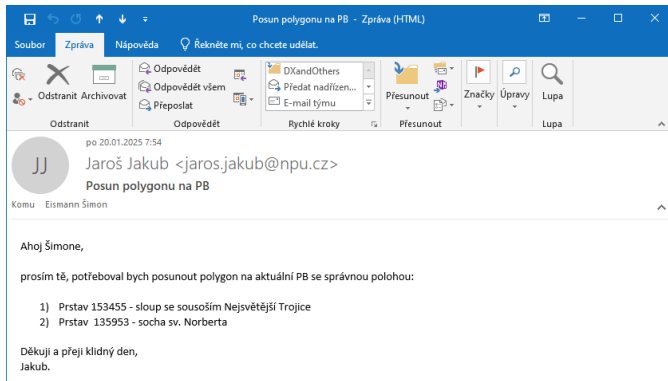 Posun polygonu na PB - Zpráva (HTML)
Soubor Zpráva Nápověda Řekněte mi, co chcete udělat.
Odstranit Archivovat Odpovědět Odpovědět všem Přeposlat DXandOthers Předat nadřízen... E-mail týmu Přesunout Značky Úpravy Lupa
Odstranit Odpovědět Rychlé kroky Přesunout Lupa
po 20.01.2025 7:54
JJ Jaroš Jakub <jaros.jakub@npu.cz>
Posun polygonu na PB
Komu Eismann Šimon
Ahoj Šimone,
prosím tě, potřeboval bych posunout polygon na aktuální PB se správnou polohou:
1) Prstav 153455 - sloup se sousoším Nejsvětější Trojice
2) Prstav 135953 - socha sv. Norberta
Děkuji a přeji klidný den,
Jakub.